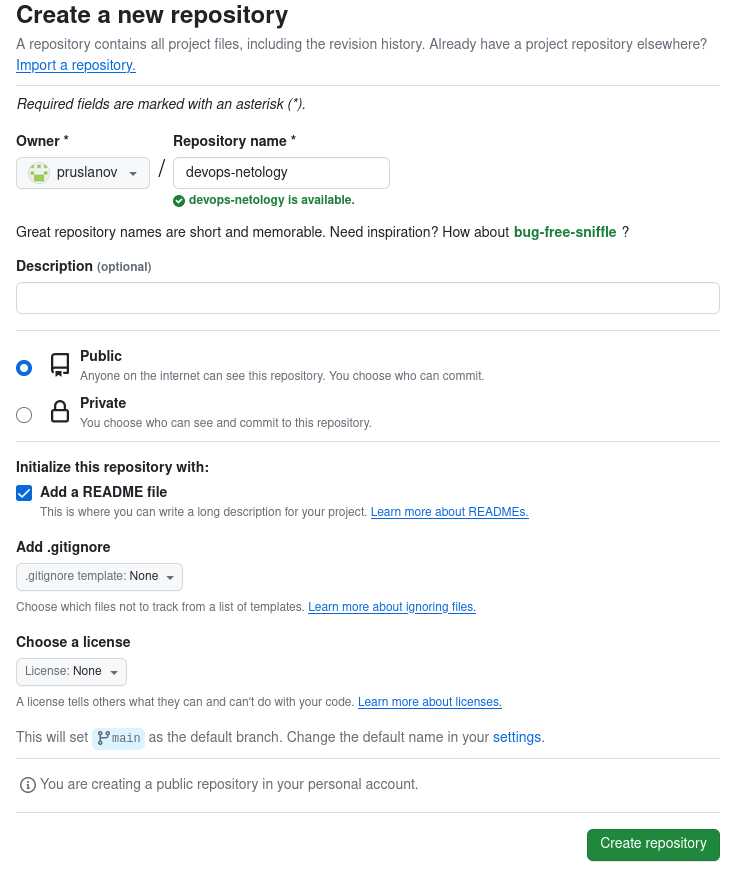 Create a new repository
A repository contains all project files, including the revision history. Already have a project repository elsewhere?
Import a repository.
Required fields are marked with an asterisk (*).
Owner * Repository name *
pruslanov / devops-netology
devops-netology is available.
Great repository names are short and memorable. Need inspiration? How about bug-free-sniffle ?
Description (optional)
Public
Anyone on the internet can see this repository. You choose who can commit.
Private
You choose who can see and commit to this repository.
Initialize this repository with:
Add a README file
This is where you can write a long description for your project. Learn more about READMEs.
Add .gitignore
.gitignore template: None
Choose which files not to track from a list of templates. Learn more about ignoring files.
Choose a license
License: None
A license tells others what they can and can't do with your code. Learn more about licenses.
This will set main as the default branch. Change the default name in your settings.
You are creating a public repository in your personal account.
Create repository